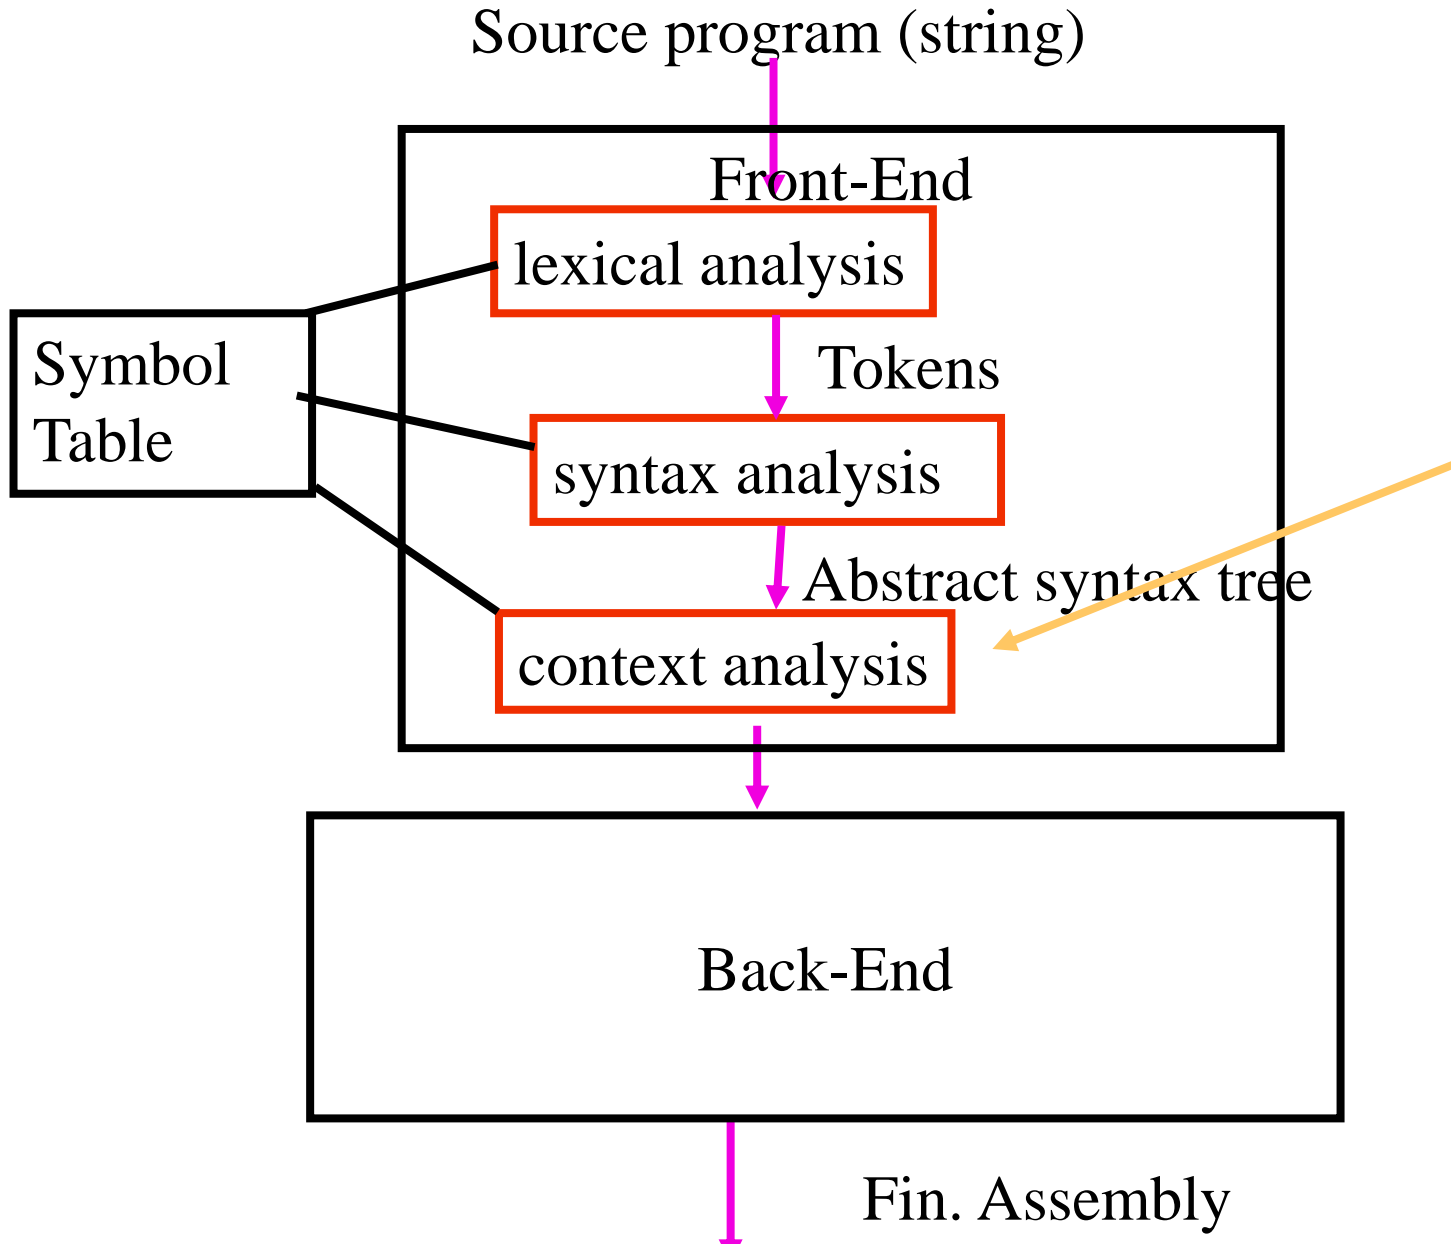 Source program (string)
Front-End
lexical analysis
Symbol
Table
Tokens
syntax analysis
Abstract syntax tree
context analysis
Back-End
Fin. Assembly